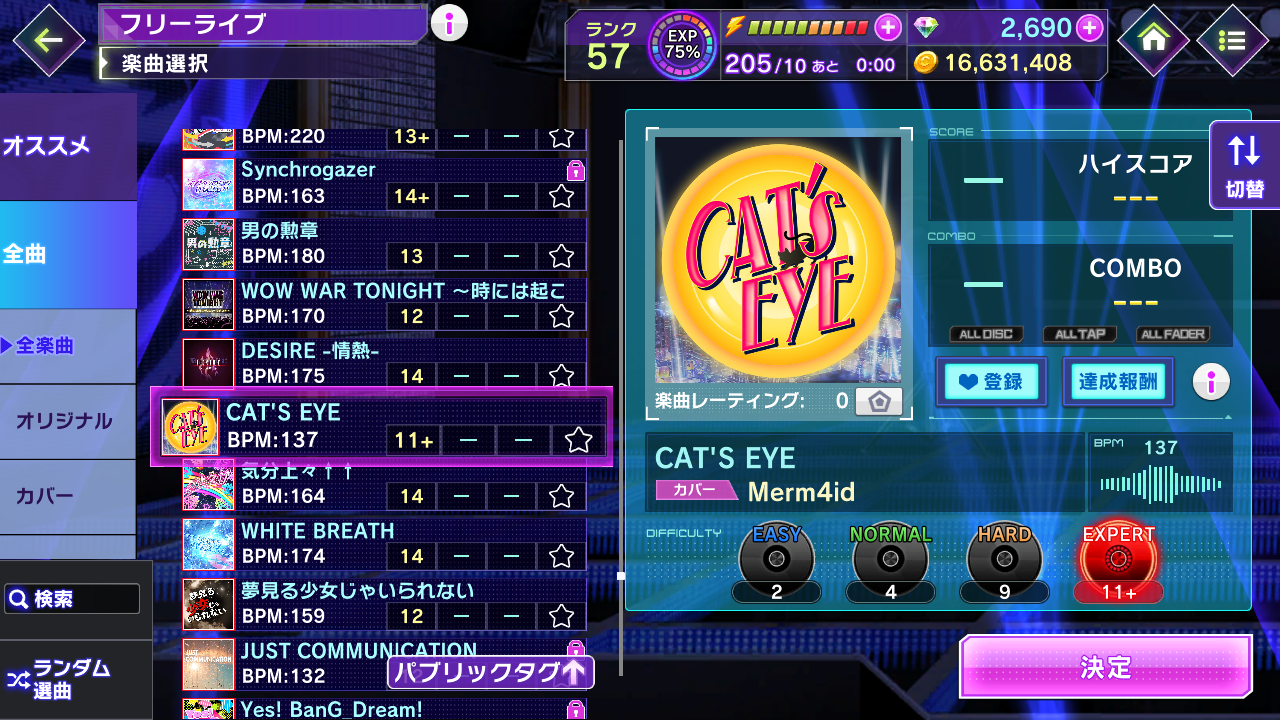 フリーライブ
楽曲選択
ランク
57
EXP
75%
205/10 あと 0:00
2,690
16,631,408
オススメ
全曲
全楽曲
オリジナル
カバー
検索
ランダム
選曲
BPM:220 13+ — —
Synchrogazer
BPM:163 14+ — —
男の勲章
BPM:180 13 — —
WOW WAR TONIGHT ～時には起こ
BPM:170 12 — —
DESIRE -情熱-
BPM:175 14 — —
CAT'S EYE
BPM:137 11+ — —
気分上々↑↑
BPM:164 14 — —
WHITE BREATH
BPM:174 14 — —
夢見る少女じゃいられない
BPM:159 12 — —
JUST COMMUNICATION
BPM:132
パブリックタグ
Yes! BanG_Dream!
CAT'S
EYE
楽曲レーティング: 0
SCORE
—
ハイスコア
---
COMBO
—
COMBO
---
ALL DISC
ALL TAP
ALL FADER
登録
達成報酬
切替
CAT'S EYE
カバー Merm4id
BPM 137
DIFFICULTY
EASY
2
NORMAL
4
HARD
9
EXPERT
11+
決定